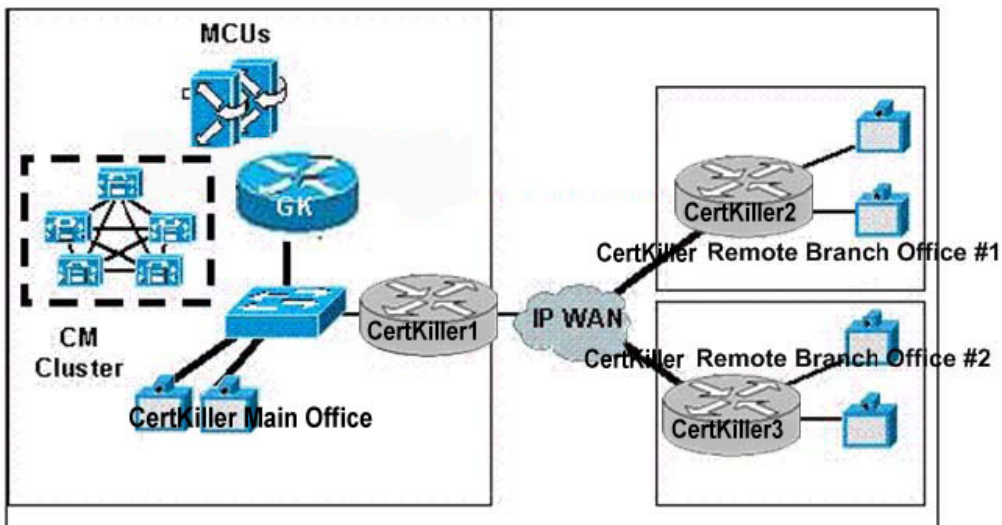 MCUs
GK
CM
Cluster
CertKiller Main Office
CertKiller1
IP WAN
CertKiller2
CertKiller Remote Branch Office #1
CertKiller Remote Branch Office #2
CertKiller3